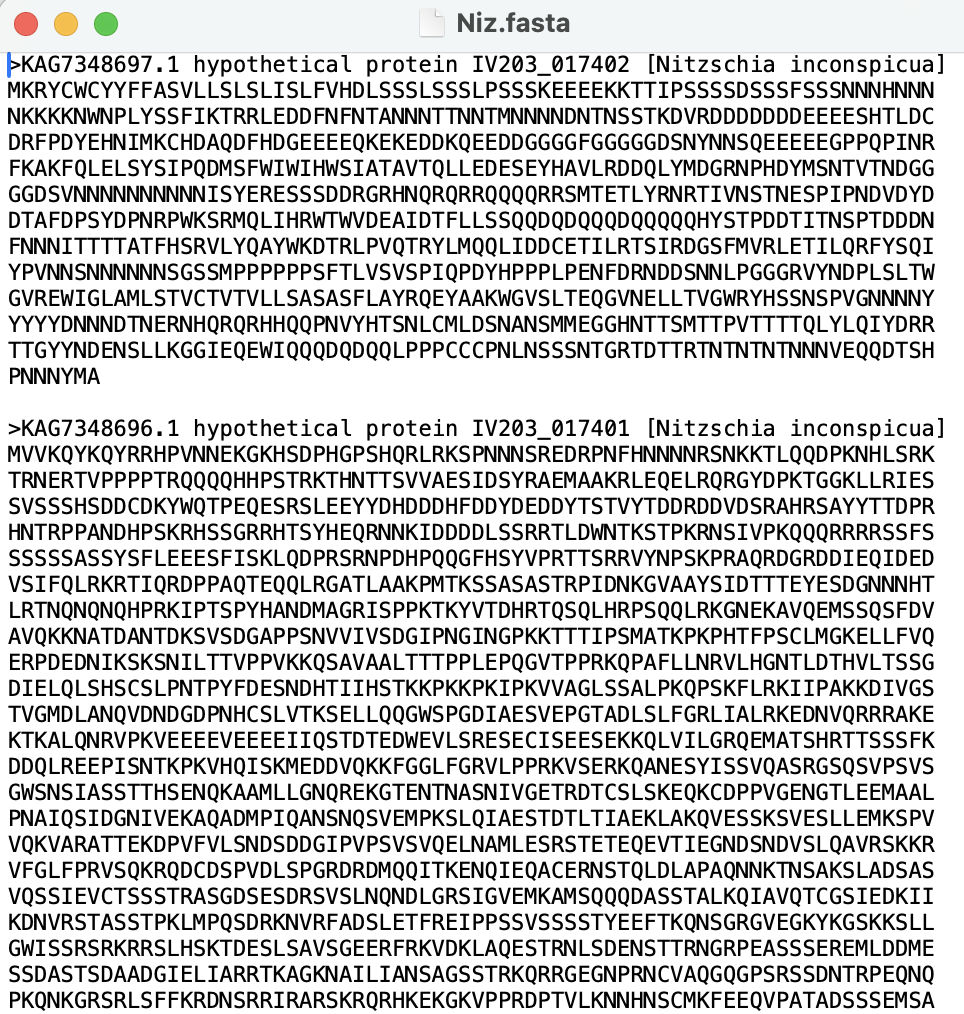 Niz.fasta
>KAG7348697.1 hypothetical protein IV203_017402 [Nitzschia inconspicua]
MKRYCWCYYFFASVLLSLSLISLFVHDLSSSLSSSLPSSSKEEEEKKTTIPSSSSDSSSFSSSNNNHNNN
NKKKKNWNPLYSSFIKTRRLEDDFNFNTANNNTTNNTMNNNNDNTNSSTKDVRDDDDDDDEEEESHTLDC
DRFPDYEHNIMKCHDAQDFHDGEEEEQKEKEDDKQEEDDGGGGFGGGGGDSNYNNSQEEEEEGPPQPINR
FKAKFQLELSYSIPQDMSFWIWIHWSIATAVTQLLEDESEYHAVLRDDQLYMDGRNPHDYMSNTVTNDGG
GGDSVNNNNNNNNNNISYERESSSDDRGRHNQRQRRQQQQRRSMTETLYRNRTIVNSTNESPIPNDVDYD
DTAFDPSYDPNRPWKSRMQLIHRWTWVDEAIDTFLLSSQQDQDQQQDQQQQQHYSTPDDTITNSPTDDDN
FNNNITTTTATFHSRVLYQAYWKDTRLPVQTRYLMQQLIDDCETILRTSIRDGSFMVRLETILQRFYSQI
YPVNNSNNNNNNSGSSMPPPPPPSFTLVSVSPIQPDYHPPPLPENFDRNDDSNNLPGGGRVYNDPLSLTW
GVREWIGLAMLSTVCTVTVLLSASASFLAYRQEYAAKWGVSLTEQGVNELLTVGWRYHSSNSPVGNNNNY
YYYYDNNNDTNERNHQRQRHHQQPNVYHTSNLCMLDSNANSMMEGGHNTTSMTTPVTTTTQLYLQIYDRR
TTGYYNDENSLLKGGIEQEWIQQQDQDQQLPPPCCCPNLNSSSNTGRTDTTRTNTNTNTNNNVEQQDTSH
PNNNYMA
>KAG7348696.1 hypothetical protein IV203_017401 [Nitzschia inconspicua]
MVVKQYKQYRRHPVNNEKGKHSDPHGPSHQRLRKSPNNNSREDRPNFHNNNNRSNKKTLQQDPKNHLSRK
TRNERTVPPPPTRQQQQHHPSTRKTHNTTSVVAESIDSYRAEMAAKRLEQELRQRGYDPKTGGKLLRIES
SVSSSHSDDCDKYWQTPEQESRSLEEYYDHDDDHFDDYDEDDYTSTVYTDDRDDVDSRAHRSAYYTTDPR
HNTRPPANDHPSKRHSSGRRHTSYHEQRNNKIDDDDLSSRRTLDWNTKSTPKRNSIVPKQQQRRRRSSFS
SSSSSASSYSFLEEESFISKLQDPRSRNPDHPQQGFHSYVPRTTSRRVYNPSKPRAQRDGRDDIEQIDED
VSIFQLRKRTIQRDPPAQTEQQLRGATLAAKPMTKSSASASTRPIDNKGVAAYSIDTTTEYESDGNNNHT
LRTNQNQNQHPRKIPTSPYHANDMAGRISPPKTKYVTDHRTQSQLHRPSQQLRKGNEKAVQEMSSQSFDV
AVQKKNATDANTDKSVSDGAPPSNVVIVSDGIPNGINGPKKTTTIPSMATKPKPHTFPSCLMGKELLFVQ
ERPDEDNIKSKSNILTTVPPVKKQSAVAALTTTPPLEPQGVTPPRKQPAFLLNRVLHGNTLDTHVLTSSG
DIELQLSHSCSLPNTPYFDESNDHTIIHSTKKPKKPKIPKVVAGLSSALPKQPSKFLRKIIPAKKDIVGS
TVGMDLANQVDNDGDPNHCSLVTKSELLQQGWSPGDIAESVEPGTADLSLFGRLIALRKEDNVQRRRAKE
KTKALQNRVPKVEEEEVEEEEIIQSTDTEDWEVLSRESECISEESEKKQLVILGRQEMATSHRTTSSSFK
DDQLREEPISNTKPKVHQISKMEDDVQKKFGGLFGRVLPPRKVSERKQANESYISSVQASRGSQSVPSVS
GWSNSIASSTTHSENQKAAMLLGNQREKGTENTNASNIVGETRDTCSLSKEQKCDPPVGENGTLEEMAAL
PNAIQSIDGNIVEKAQADMPIQANSNQSVEMPKSLQIAESTDTLTIAEKLAKQVESSKSVESLLEMKSPV
VQKVARATTEKDPVFVLSNDSDDGIPVPSVSVQELNAMLESRSTETEQEVTIEGNDSNDVSLQAVRSKKR
VFGLFPRVSQKRQDCDSPVDLSPGRDRDMQQITKENQIEQACERNSTQLDLAPAQNNKTNSAKSLADSAS
VQSSIEVCTSSSTRASGDSESDRSVSLNQNDLGRSIGVEMKAMSQQQDASSTALKQIAVQTCGSIEDKII
KDNVRSTASSTPKLMPQSDRKNVRFADSLETFREIPPSSVSSSSTYEEFTKQNSGRGVEGKYKGSKKSLL
GWISSRSRKRRSLHSKTDESLSAVSGEERFRKVDKLAQESTRNLSDENSTTRNGRPEASSSEREMLDDME
SSDASTSDAADGIELIARRTKAGKNAILIANSAGSSTRKQRRGEGNPRNCVAQGQGPSRSSDNTRPEQNQ
PKQNKGRSRLSFFKRDNSRRIRARSKRQRHKEKGKVPPRDPTVLKNNHNSCMKFEEQVPATADSSSEMSA